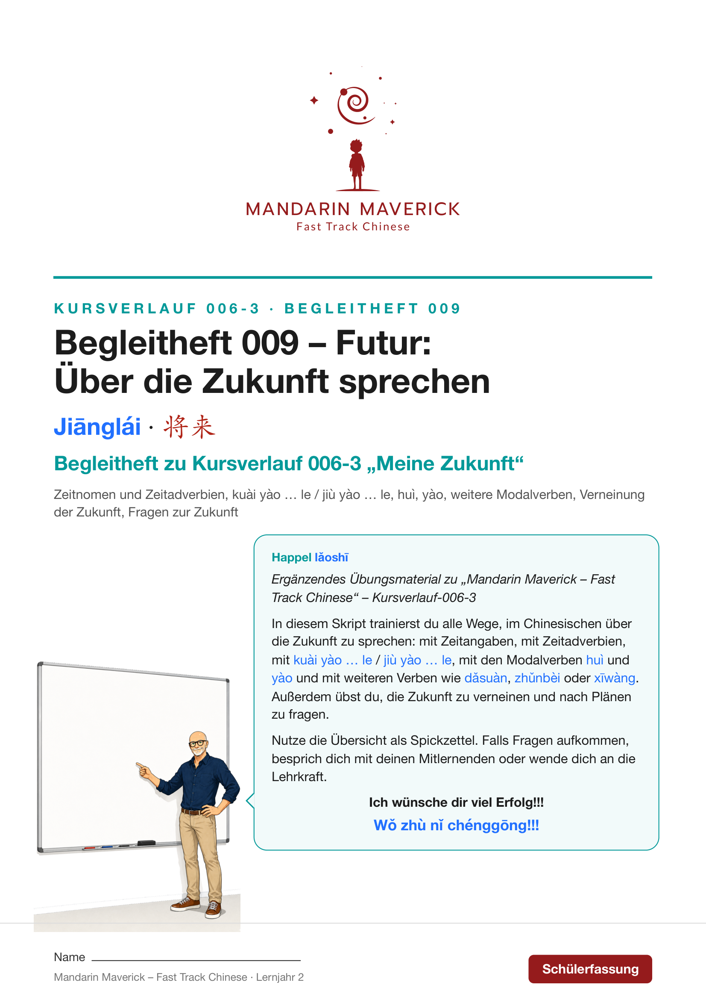 MANDARIN MAVERICK
Fast Track Chinese
KURSVERLAUF 006-3 · BEGLEITHEFT 009
Begleitheft 009 – Futur:
Über die Zukunft sprechen
Jiānglái · 将来
Begleitheft zu Kursverlauf 006-3 „Meine Zukunft“
Zeitnomen und Zeitadverbien, kuài yào … le / jiù yào … le, huì, yào, weitere Modalverben, Verneinung
der Zukunft, Fragen zur Zukunft
Happel lǎoshī
Ergänzendes Übungsmaterial zu „Mandarin Maverick – Fast
Track Chinese“ – Kursverlauf-006-3
In diesem Skript trainierst du alle Wege, im Chinesischen über
die Zukunft zu sprechen: mit Zeitangaben, mit Zeitadverbien,
mit kuài yào … le / jiù yào … le, mit den Modalverben huì und
yào und mit weiteren Verben wie dǎsuàn, zhǔnbèi oder xīwàng.
Außerdem übst du, die Zukunft zu verneinen und nach Plänen
zu fragen.
Nutze die Übersicht als Spickzettel. Falls Fragen aufkommen,
besprich dich mit deinen Mitlernenden oder wende dich an die
Lehrkraft.
Ich wünsche dir viel Erfolg!!!
Wǒ zhù nǐ chénggōng!!!
Name
Mandarin Maverick – Fast Track Chinese · Lernjahr 2
Schülerfassung